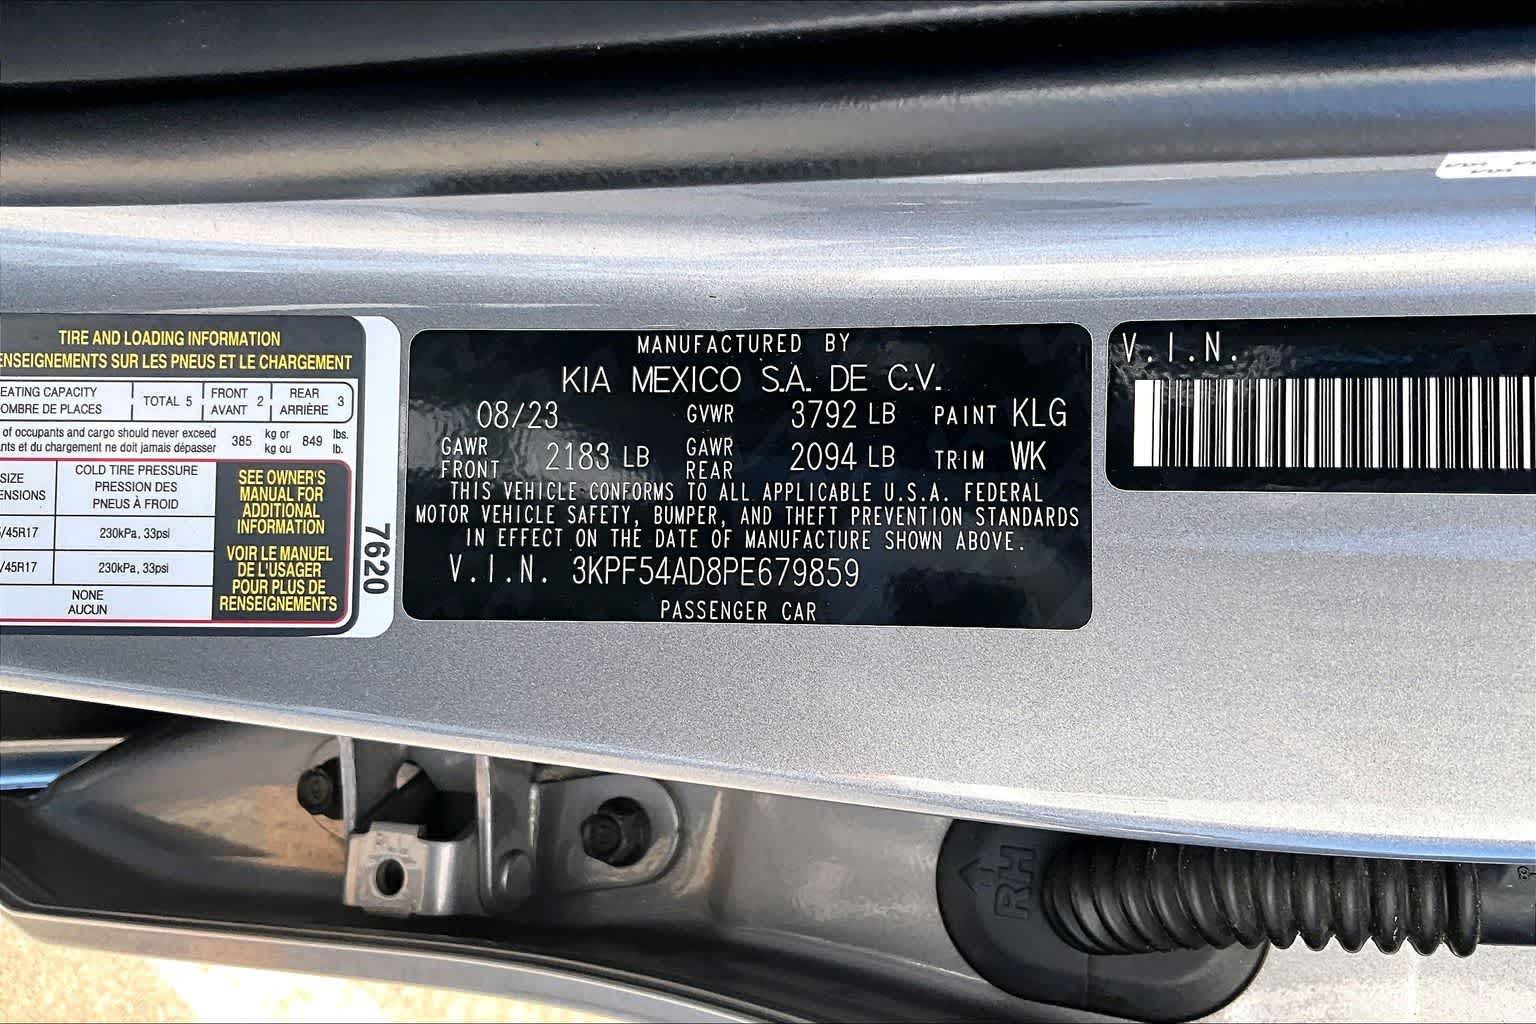 TIRE AND LOADING INFORMATION
ENSEIGNEMENTS SUR LES PNEUS ET LE CHARGEMENT
EATING CAPACITY
OMBRE DE PLACES
TOTAL 5
FRONT
AVANT 2
REAR
ARRIÈRE 3
of occupants and cargo should never exceed
nts et du chargement ne doit jamais dépasser
385 kg or
kg ou
849 lbs.
lb.
SIZE
ENSIONS
COLD TIRE PRESSURE
PRESSION DES
PNEUS À FROID
/45R17 230kPa, 33psi
/45R17 230kPa, 33psi
NONE
AUCUN
SEE OWNER'S
MANUAL FOR
ADDITIONAL
INFORMATION
VOIR LE MANUEL
DE L'USAGER
POUR PLUS DE
RENSEIGNEMENTS
7620
MANUFACTURED BY
KIA MEXICO S.A. DE C.V.
08/23 GVWR 3792 LB PAINT KLG
GAWR
FRONT 2183 LB
GAWR
REAR 2094 LB TRIM WK
THIS VEHICLE CONFORMS TO ALL APPLICABLE U.S.A. FEDERAL
MOTOR VEHICLE SAFETY, BUMPER, AND THEFT PREVENTION STANDARDS
IN EFFECT ON THE DATE OF MANUFACTURE SHOWN ABOVE.
V.I.N. 3KPF54AD8PE679859
PASSENGER CAR
V.I.N.
RH